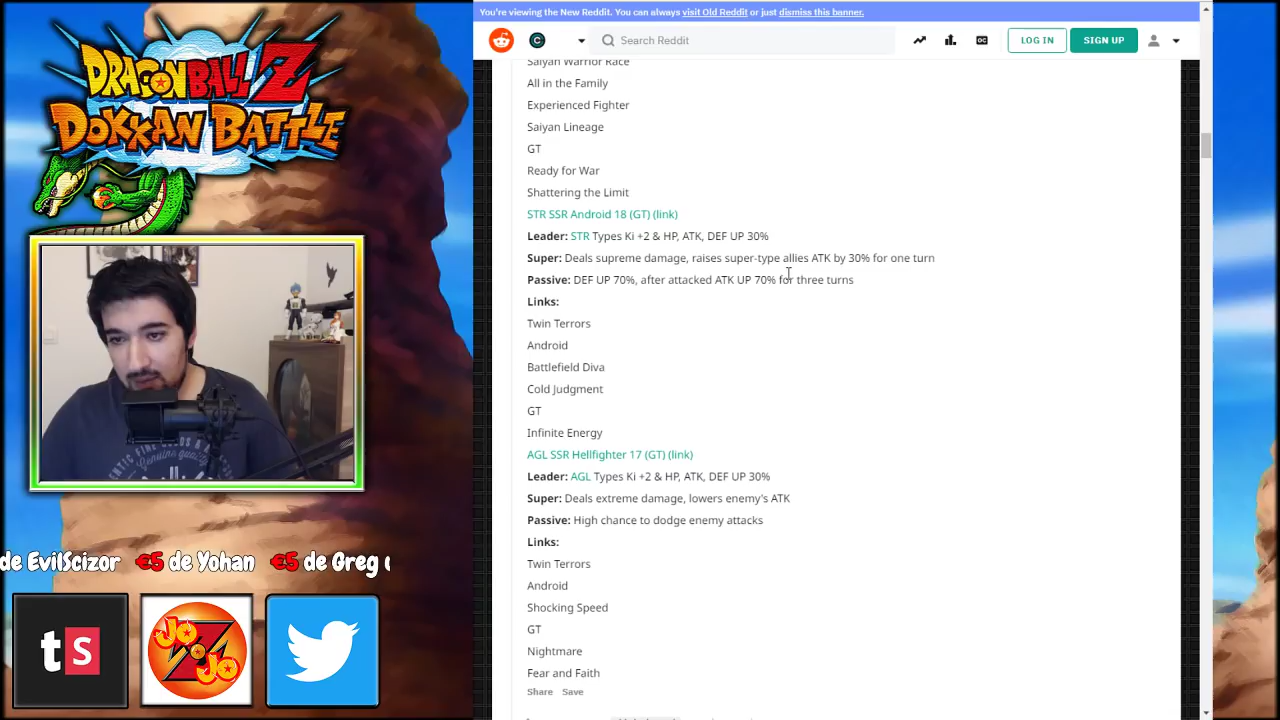 You're viewing the New Reddit. You can always visit Old Reddit or just dismiss this banner.
Search Reddit
LOG IN
SIGN UP
DRAGONBALL Z
DOKKAN BATTLE
Saiyan Warrior Race
All in the Family
Experienced Fighter
Saiyan Lineage
GT
Ready for War
Shattering the Limit
STR SSR Android 18 (GT) (link)
Leader: STR Types Ki +2 & HP, ATK, DEF UP 30%
Super: Deals supreme damage, raises super-type allies ATK by 30% for one turn
Passive: DEF UP 70%, after attacked ATK UP 70% for three turns
Links:
Twin Terrors
Android
Battlefield Diva
Cold Judgment
GT
Infinite Energy
AGL SSR Hellfighter 17 (GT) (link)
Leader: AGL Types Ki +2 & HP, ATK, DEF UP 30%
Super: Deals extreme damage, lowers enemy's ATK
Passive: High chance to dodge enemy attacks
Links:
Twin Terrors
Android
Shocking Speed
GT
Nightmare
Fear and Faith
Share Save
de EvilScizor €5 de Yohan €5 de Greg
ts
JO
Z
JO